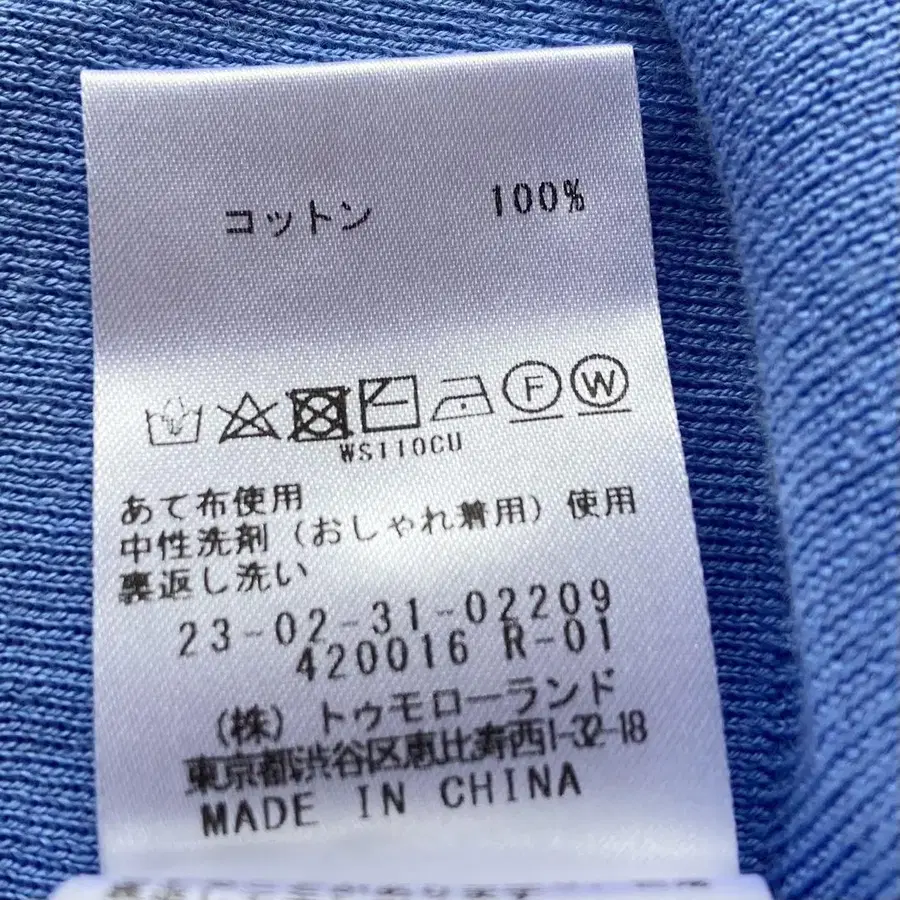 コットン 100%
F W
WS110CU
あて布使用
中性洗剤(おしゃれ着用)使用
裏返し洗い
23-02-31-02209
420016 R-01
(株)トゥモローランド
東京都渋谷区恵比寿西1-32-18
MADE IN CHINA